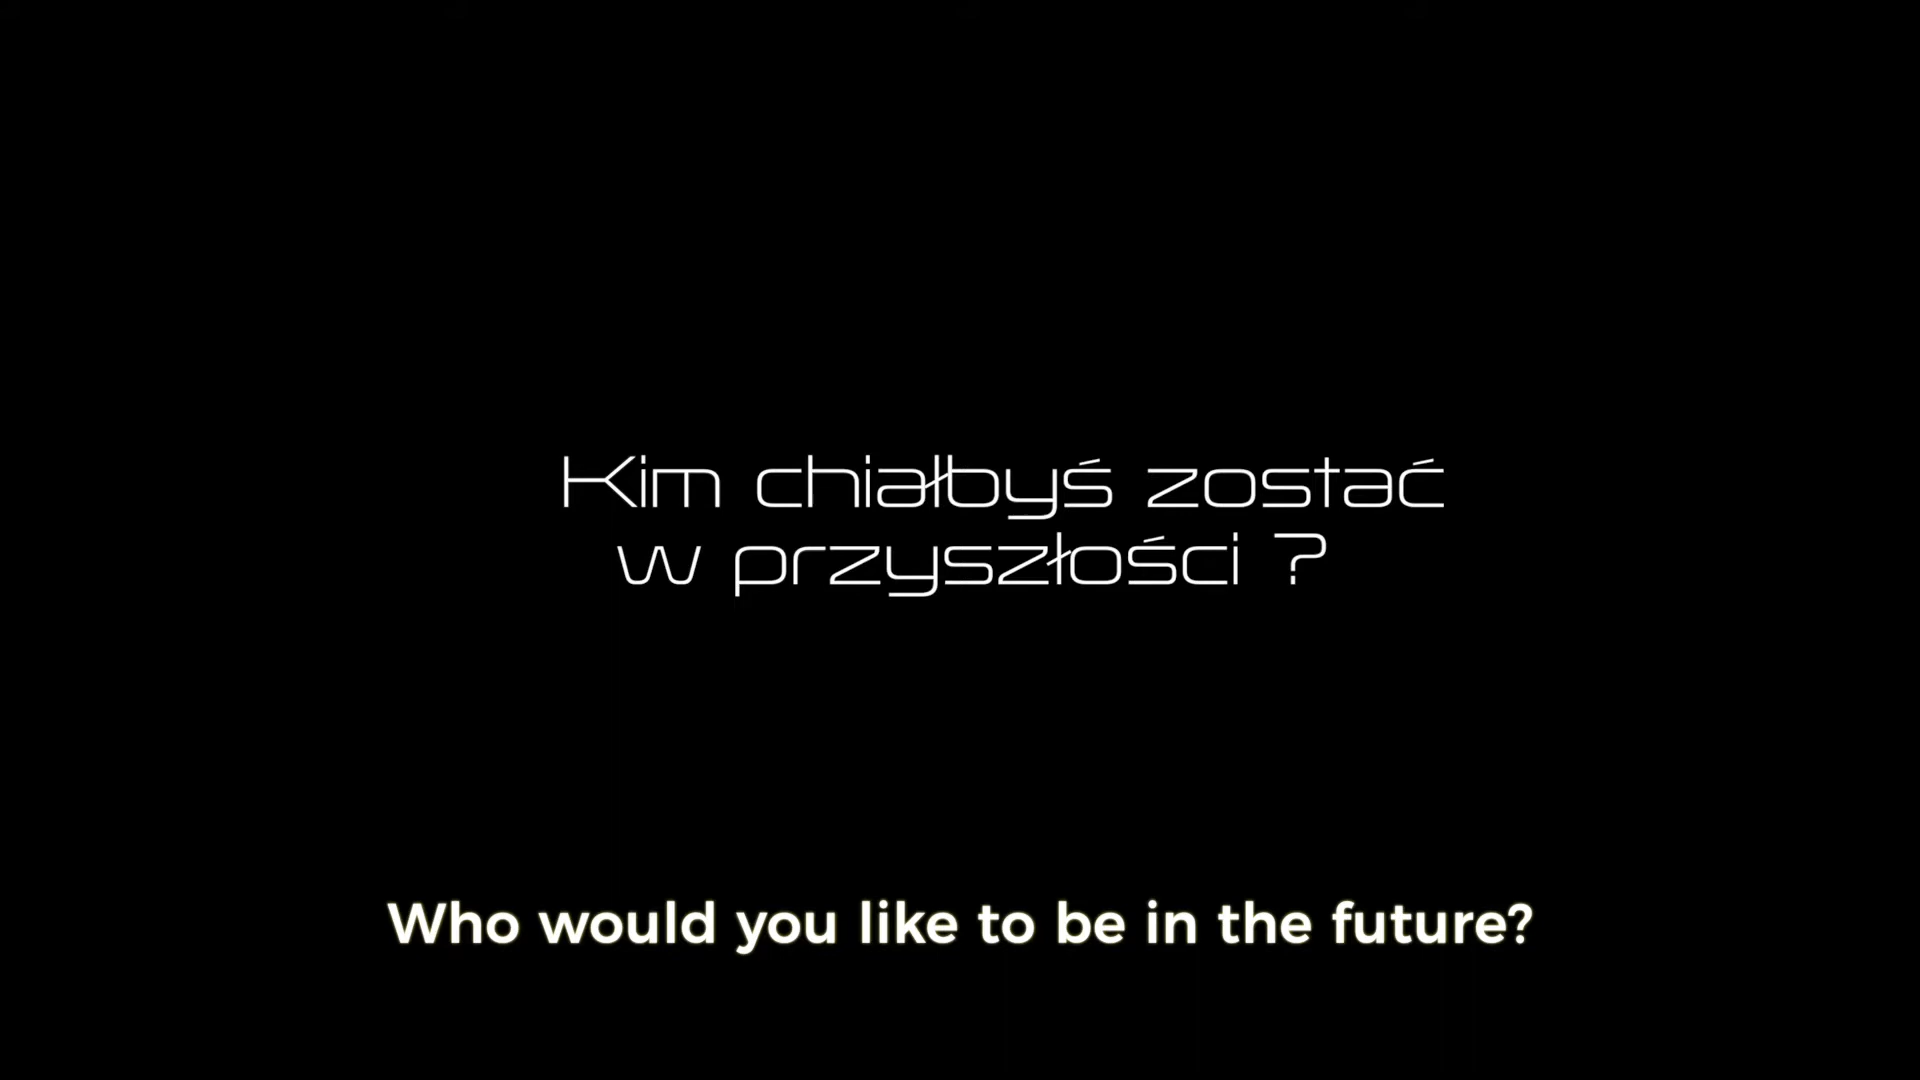 Kim chiałbyś zostać
w przyszłości ?
Who would you like to be in the future?